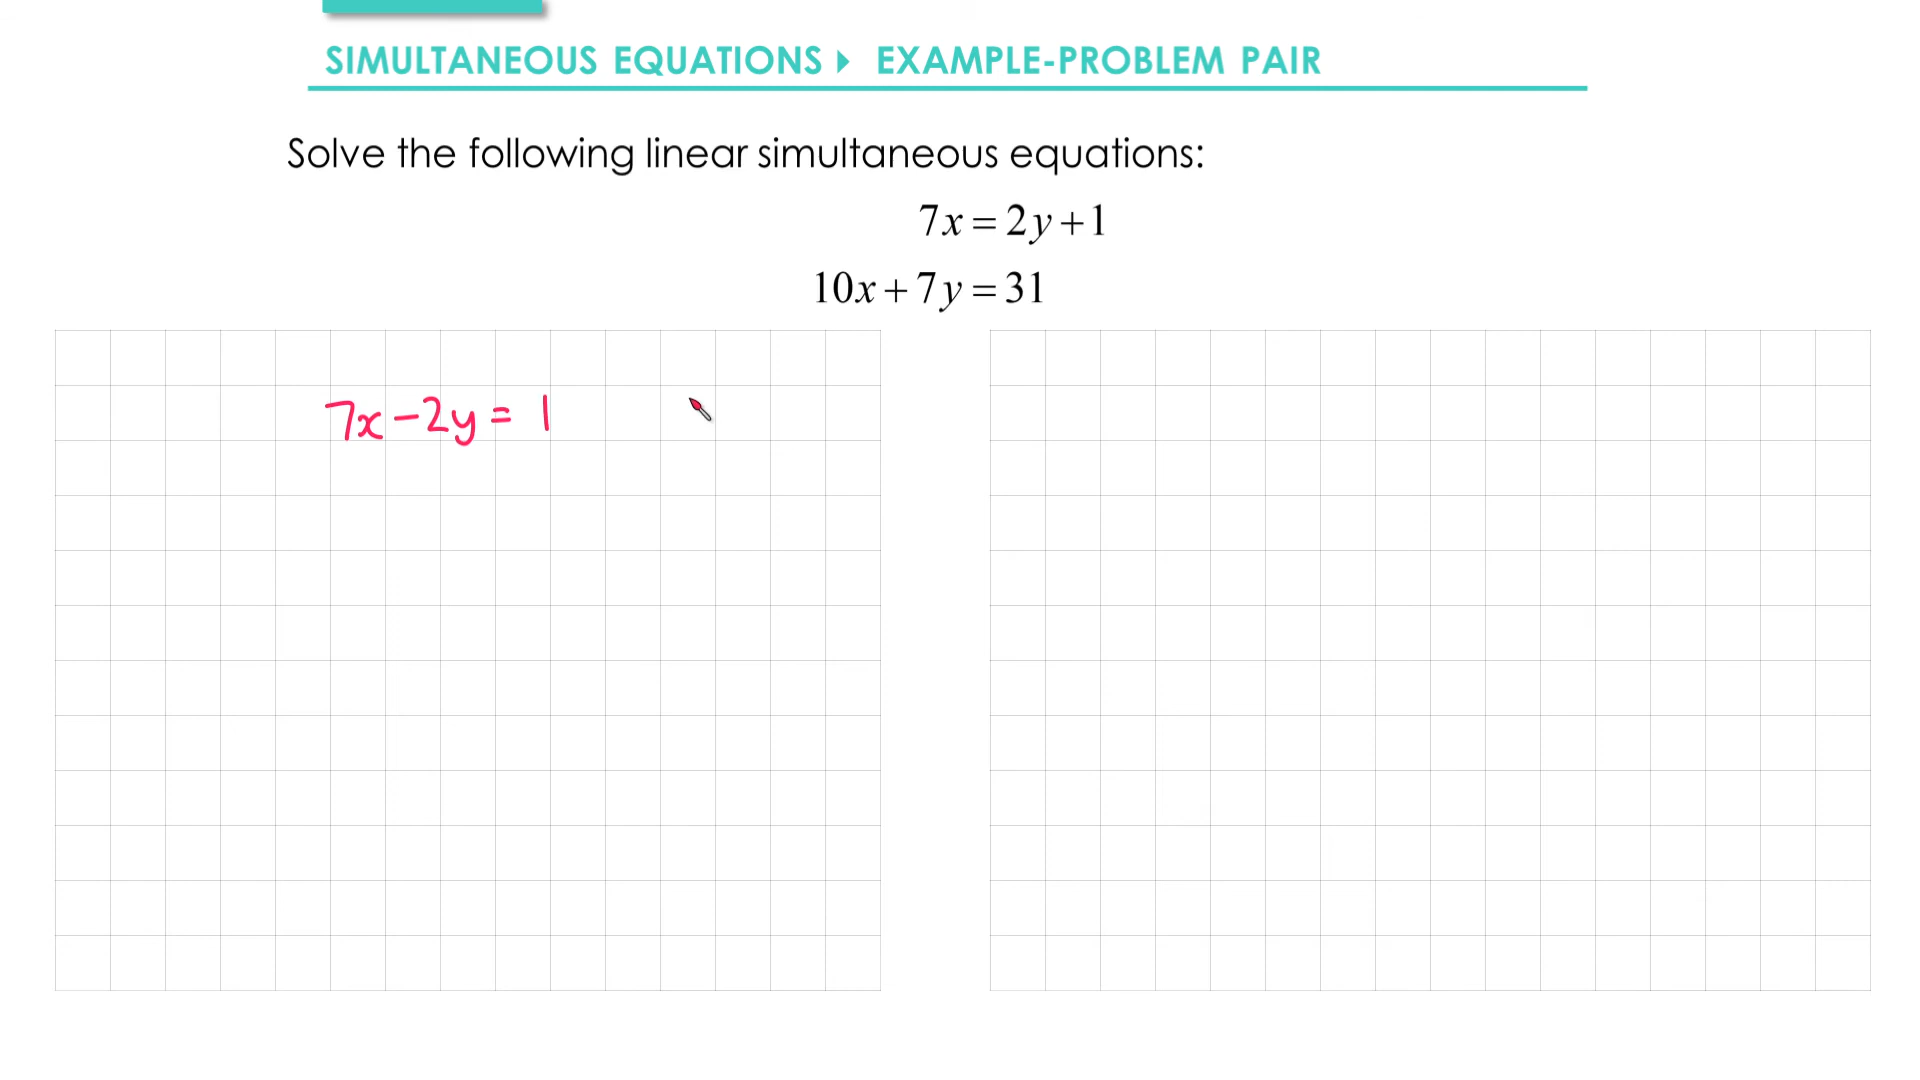 SIMULTANEOUS EQUATIONS ▸ EXAMPLE-PROBLEM PAIR
Solve the following linear simultaneous equations:
7x = 2y + 1
10x + 7y = 31
7x − 2y = 1